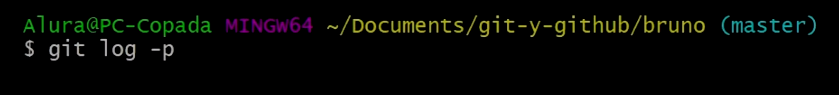 Alura@PC-Copada MINGW64 ~/Documents/git-y-github/bruno (master)
$ git log -p